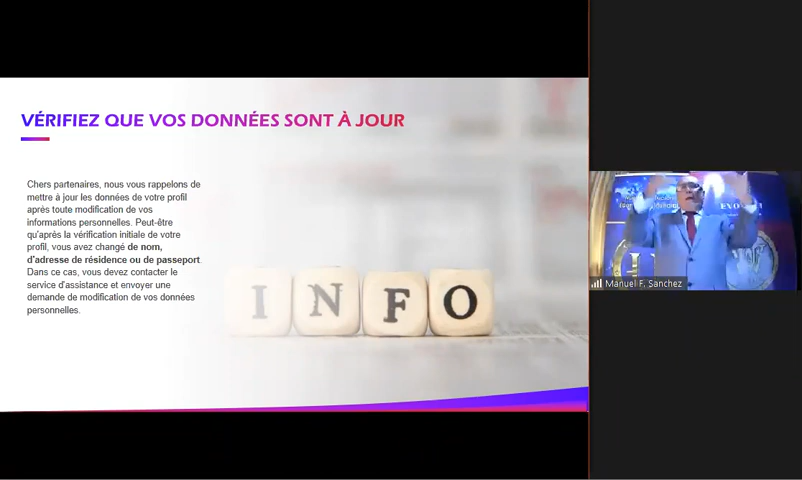 VÉRIFIEZ QUE VOS DONNÉES SONT À JOUR
Chers partenaires, nous vous rappelons de
mettre à jour les données de votre profil
après toute modification de vos
informations personnelles. Peut-être
qu'après la vérification initiale de votre
profil, vous avez changé de nom,
d'adresse de résidence ou de passeport.
Dans ce cas, vous devez contacter le
service d'assistance et envoyer une
demande de modification de vos données
personnelles.
INFO
Manuel F. Sanchez